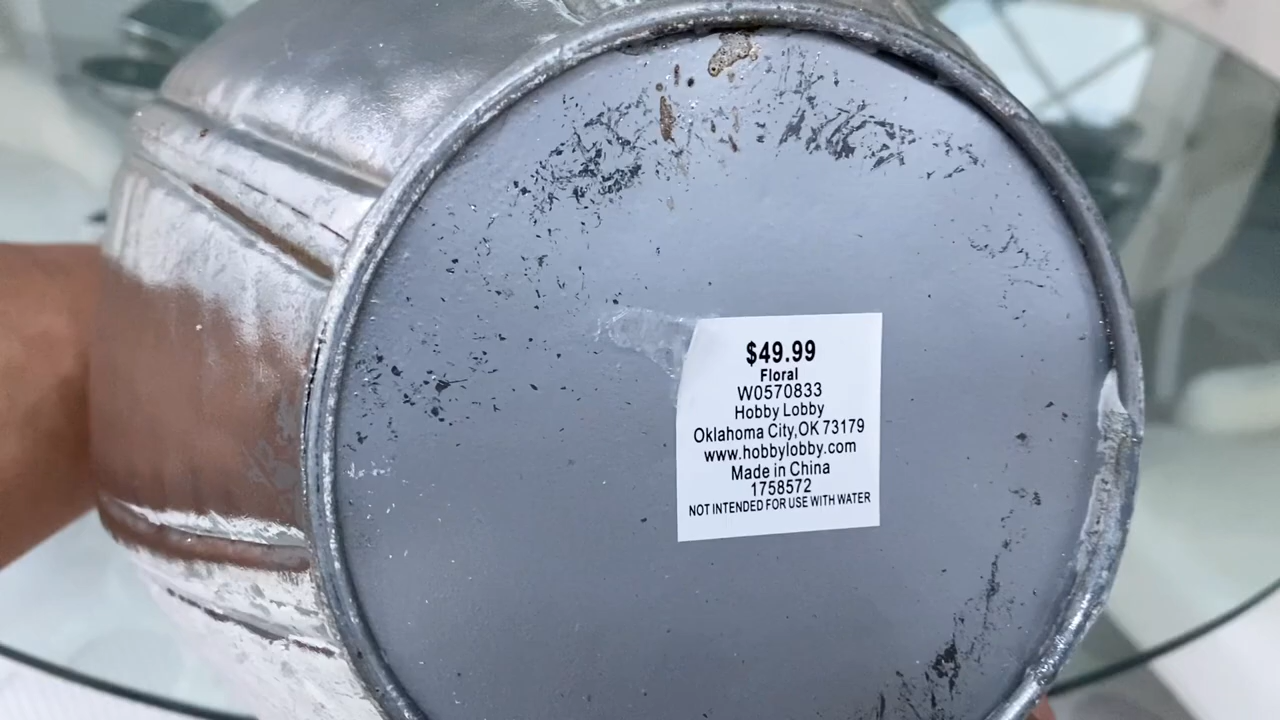 $49.99
Floral
W0570833
Hobby Lobby
Oklahoma City,OK 73179
www.hobbylobby.com
Made in China
1758572
NOT INTENDED FOR USE WITH WATER